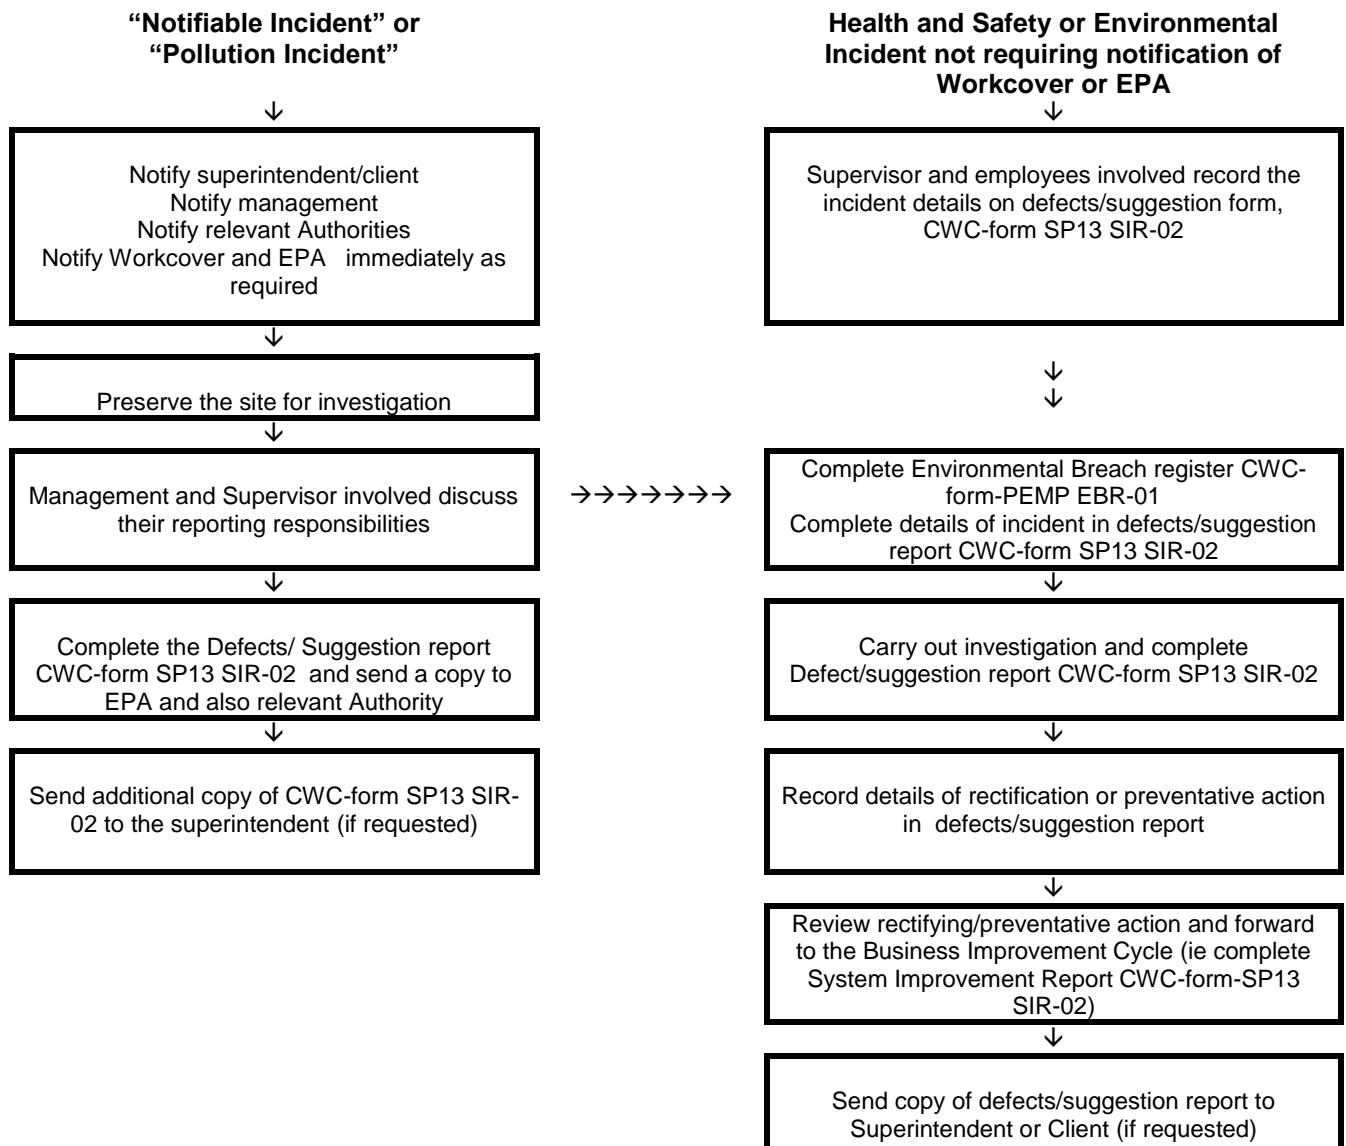 “Notifiable Incident” or
“Pollution Incident”
↓
Notify superintendent/client
Notify management
Notify relevant Authorities
Notify Workcover and EPA   immediately as
required
↓
Preserve the site for investigation
↓
Management and Supervisor involved discuss
their reporting responsibilities
→→→→→→→
↓
Complete the Defects/ Suggestion report
CWC-form SP13 SIR-02  and send a copy to
EPA and also relevant Authority
↓
Send additional copy of CWC-form SP13 SIR-
02 to the superintendent (if requested)
Health and Safety or Environmental
Incident not requiring notification of
Workcover or EPA
↓
Supervisor and employees involved record the
incident details on defects/suggestion form,
CWC-form SP13 SIR-02
↓
↓
Complete Environmental Breach register CWC-
form-PEMP EBR-01
Complete details of incident in defects/suggestion
report CWC-form SP13 SIR-02
↓
Carry out investigation and complete
Defect/suggestion report CWC-form SP13 SIR-02
↓
Record details of rectification or preventative action
in  defects/suggestion report
↓
Review rectifying/preventative action and forward
to the Business Improvement Cycle (ie complete
System Improvement Report CWC-form-SP13
SIR-02)
↓
Send copy of defects/suggestion report to
Superintendent or Client (if requested)